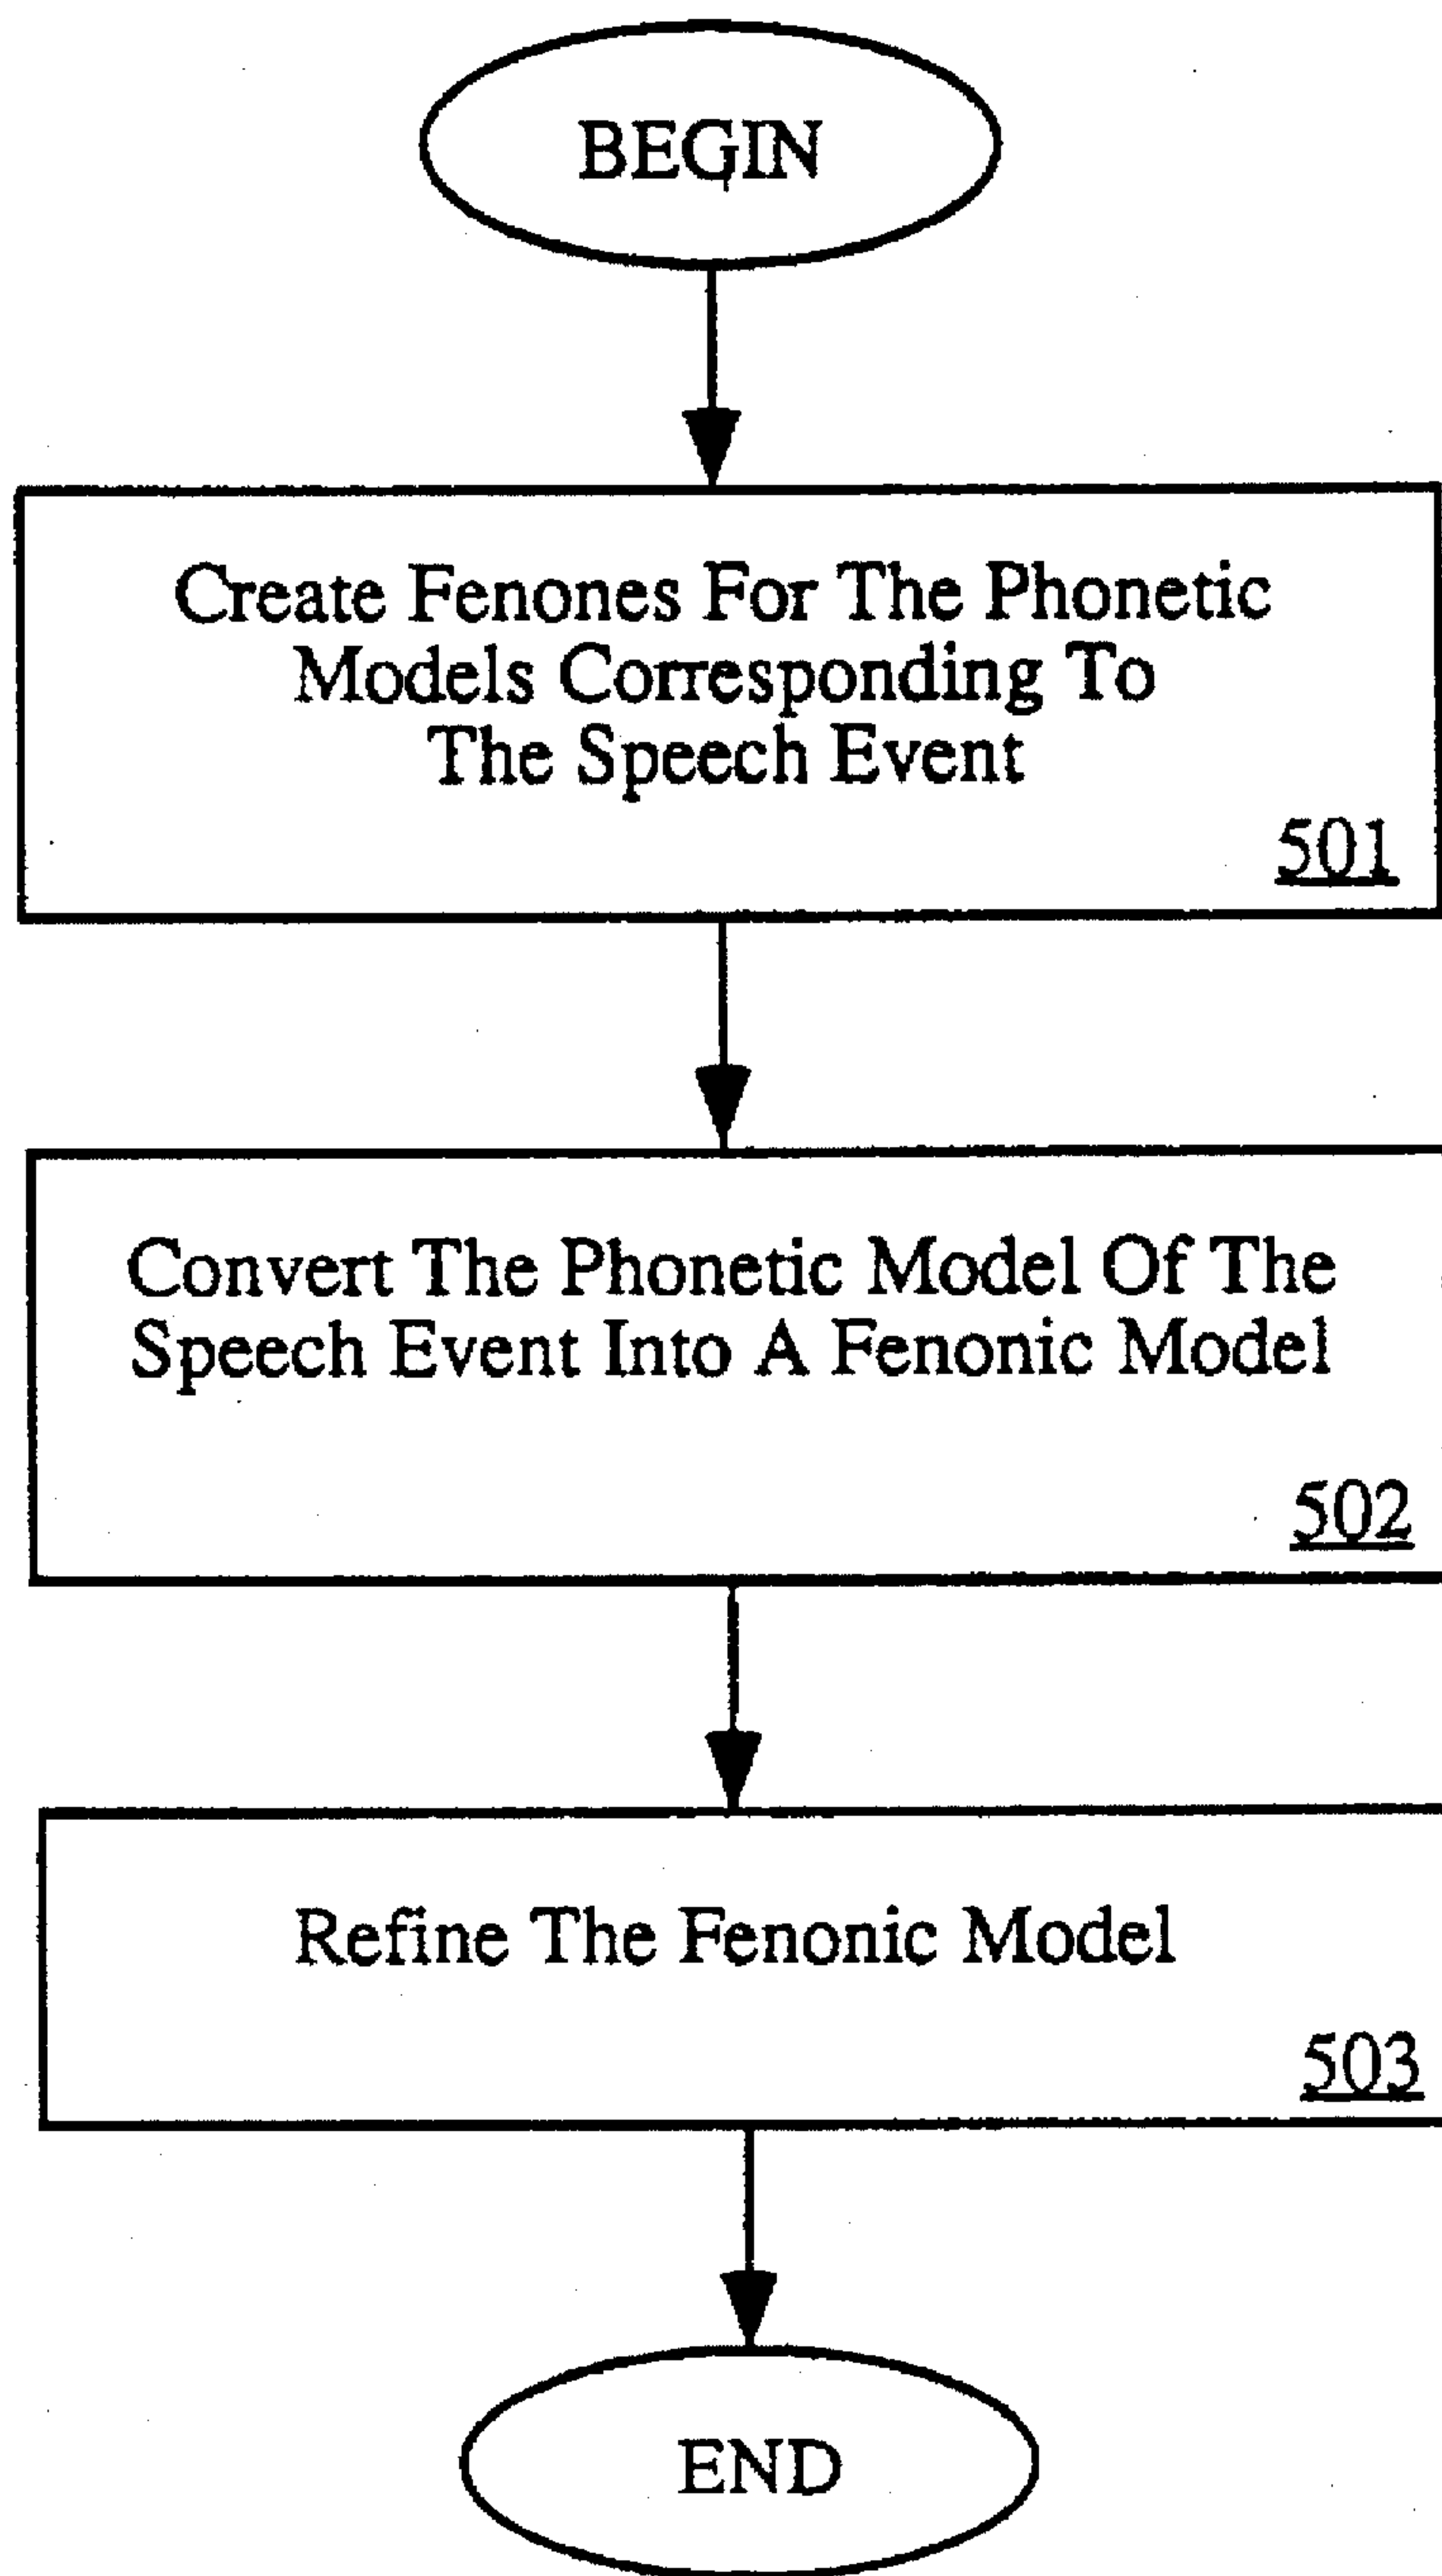 BEGIN
Create Fenones For The Phonetic
Models Corresponding To
The Speech Event
501
Convert The Phonetic Model Of The
Speech Event Into A Fenonic Model
502
Refine The Fenonic Model
503
END